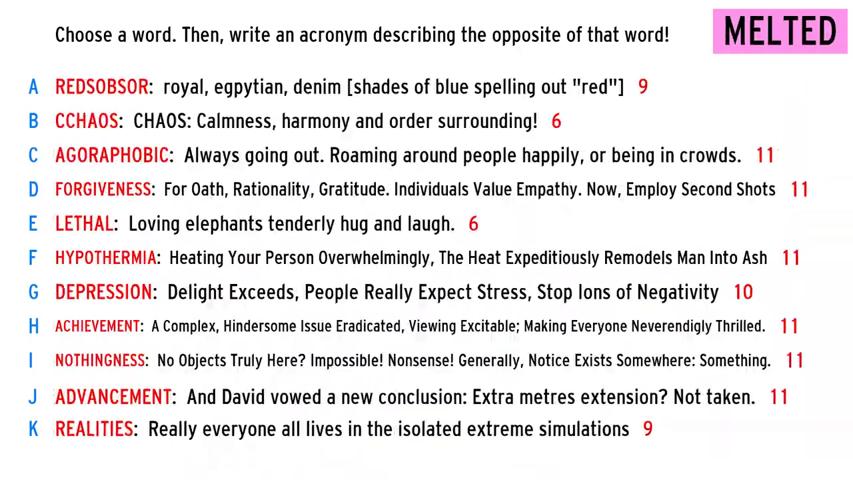 Choose a word. Then, write an acronym describing the opposite of that word!
MELTED
A REDSOBSOR: royal, egpytian, denim [shades of blue spelling out "red"] 9
B CCHAOS: CHAOS: Calmness, harmony and order surrounding! 6
C AGORAPHOBIC: Always going out. Roaming around people happily, or being in crowds. 11
D FORGIVENESS: For Oath, Rationality, Gratitude. Individuals Value Empathy. Now, Employ Second Shots 11
E LETHAL: Loving elephants tenderly hug and laugh. 6
F HYPOTHERMIA: Heating Your Person Overwhelmingly, The Heat Expeditiously Remodels Man Into Ash 11
G DEPRESSION: Delight Exceeds, People Really Expect Stress, Stop Ions of Negativity 10
H ACHIEVEMENT: A Complex, Hindersome Issue Eradicated, Viewing Excitable; Making Everyone Neverendigly Thrilled. 11
I NOTHINGNESS: No Objects Truly Here? Impossible! Nonsense! Generally, Notice Exists Somewhere: Something. 11
J ADVANCEMENT: And David vowed a new conclusion: Extra metres extension? Not taken. 11
K REALITIES: Really everyone all lives in the isolated extreme simulations 9